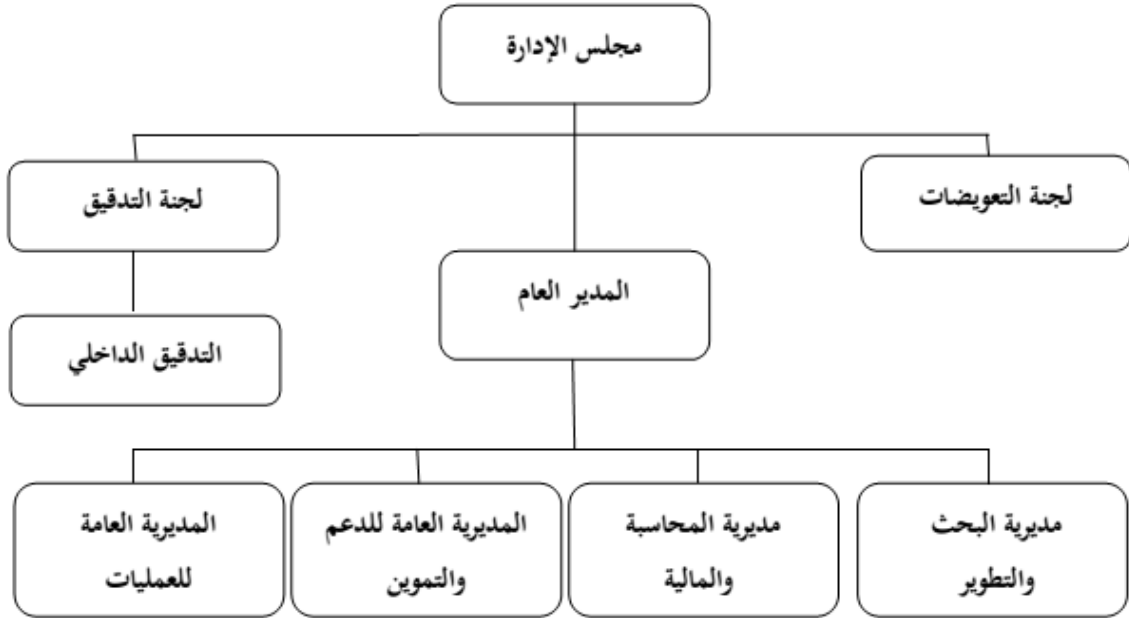 مجلس الإدارة
لجنة التعويضات
لجنة التدقيق
المدير العام
التدقيق الداخلي
مديرية البحث
والتطوير
مديرية المحاسبة
والمالية
المديرية العامة للدعم
والتموين
المديرية العامة
للعمليات